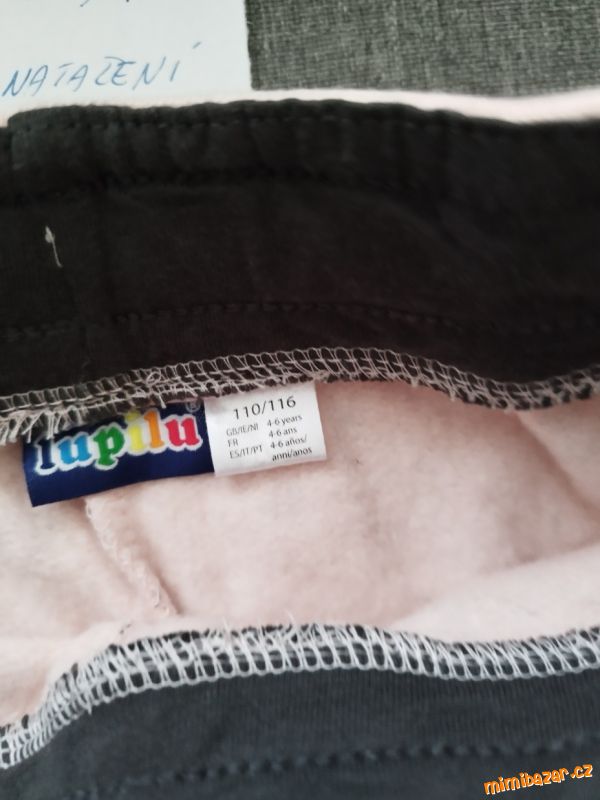 NATAŽENÍ
lupilu®
110/116
GB/IE/NI 4-6 years
FR 4-6 ans
ES/IT/PT 4-6 años/
anni/anos
mimibazar.cz